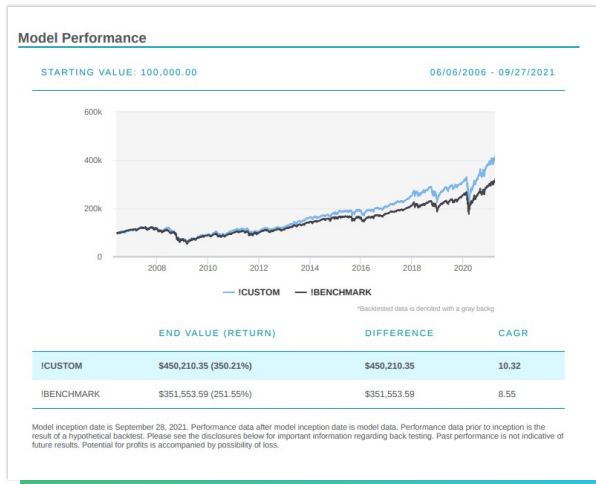 Model Performance
STARTING VALUE: 100,000.00 06/06/2006 - 09/27/2021
600k
400k
200k
0
2008 2010 2012 2014 2016 2018 2020
!CUSTOM !BENCHMARK
*Backtested data is denoted with a gray backg
END VALUE (RETURN) DIFFERENCE CAGR
!CUSTOM $450,210.35 (350.21%) $450,210.35 10.32
!BENCHMARK $351,553.59 (251.55%) $351,553.59 8.55
Model inception date is September 28, 2021. Performance data after model inception date is model data. Performance data prior to inception is the
result of a hypothetical backtest. Please see the disclosures below for important information regarding back testing. Past performance is not indicative of
future results. Potential for profits is accompanied by possibility of loss.